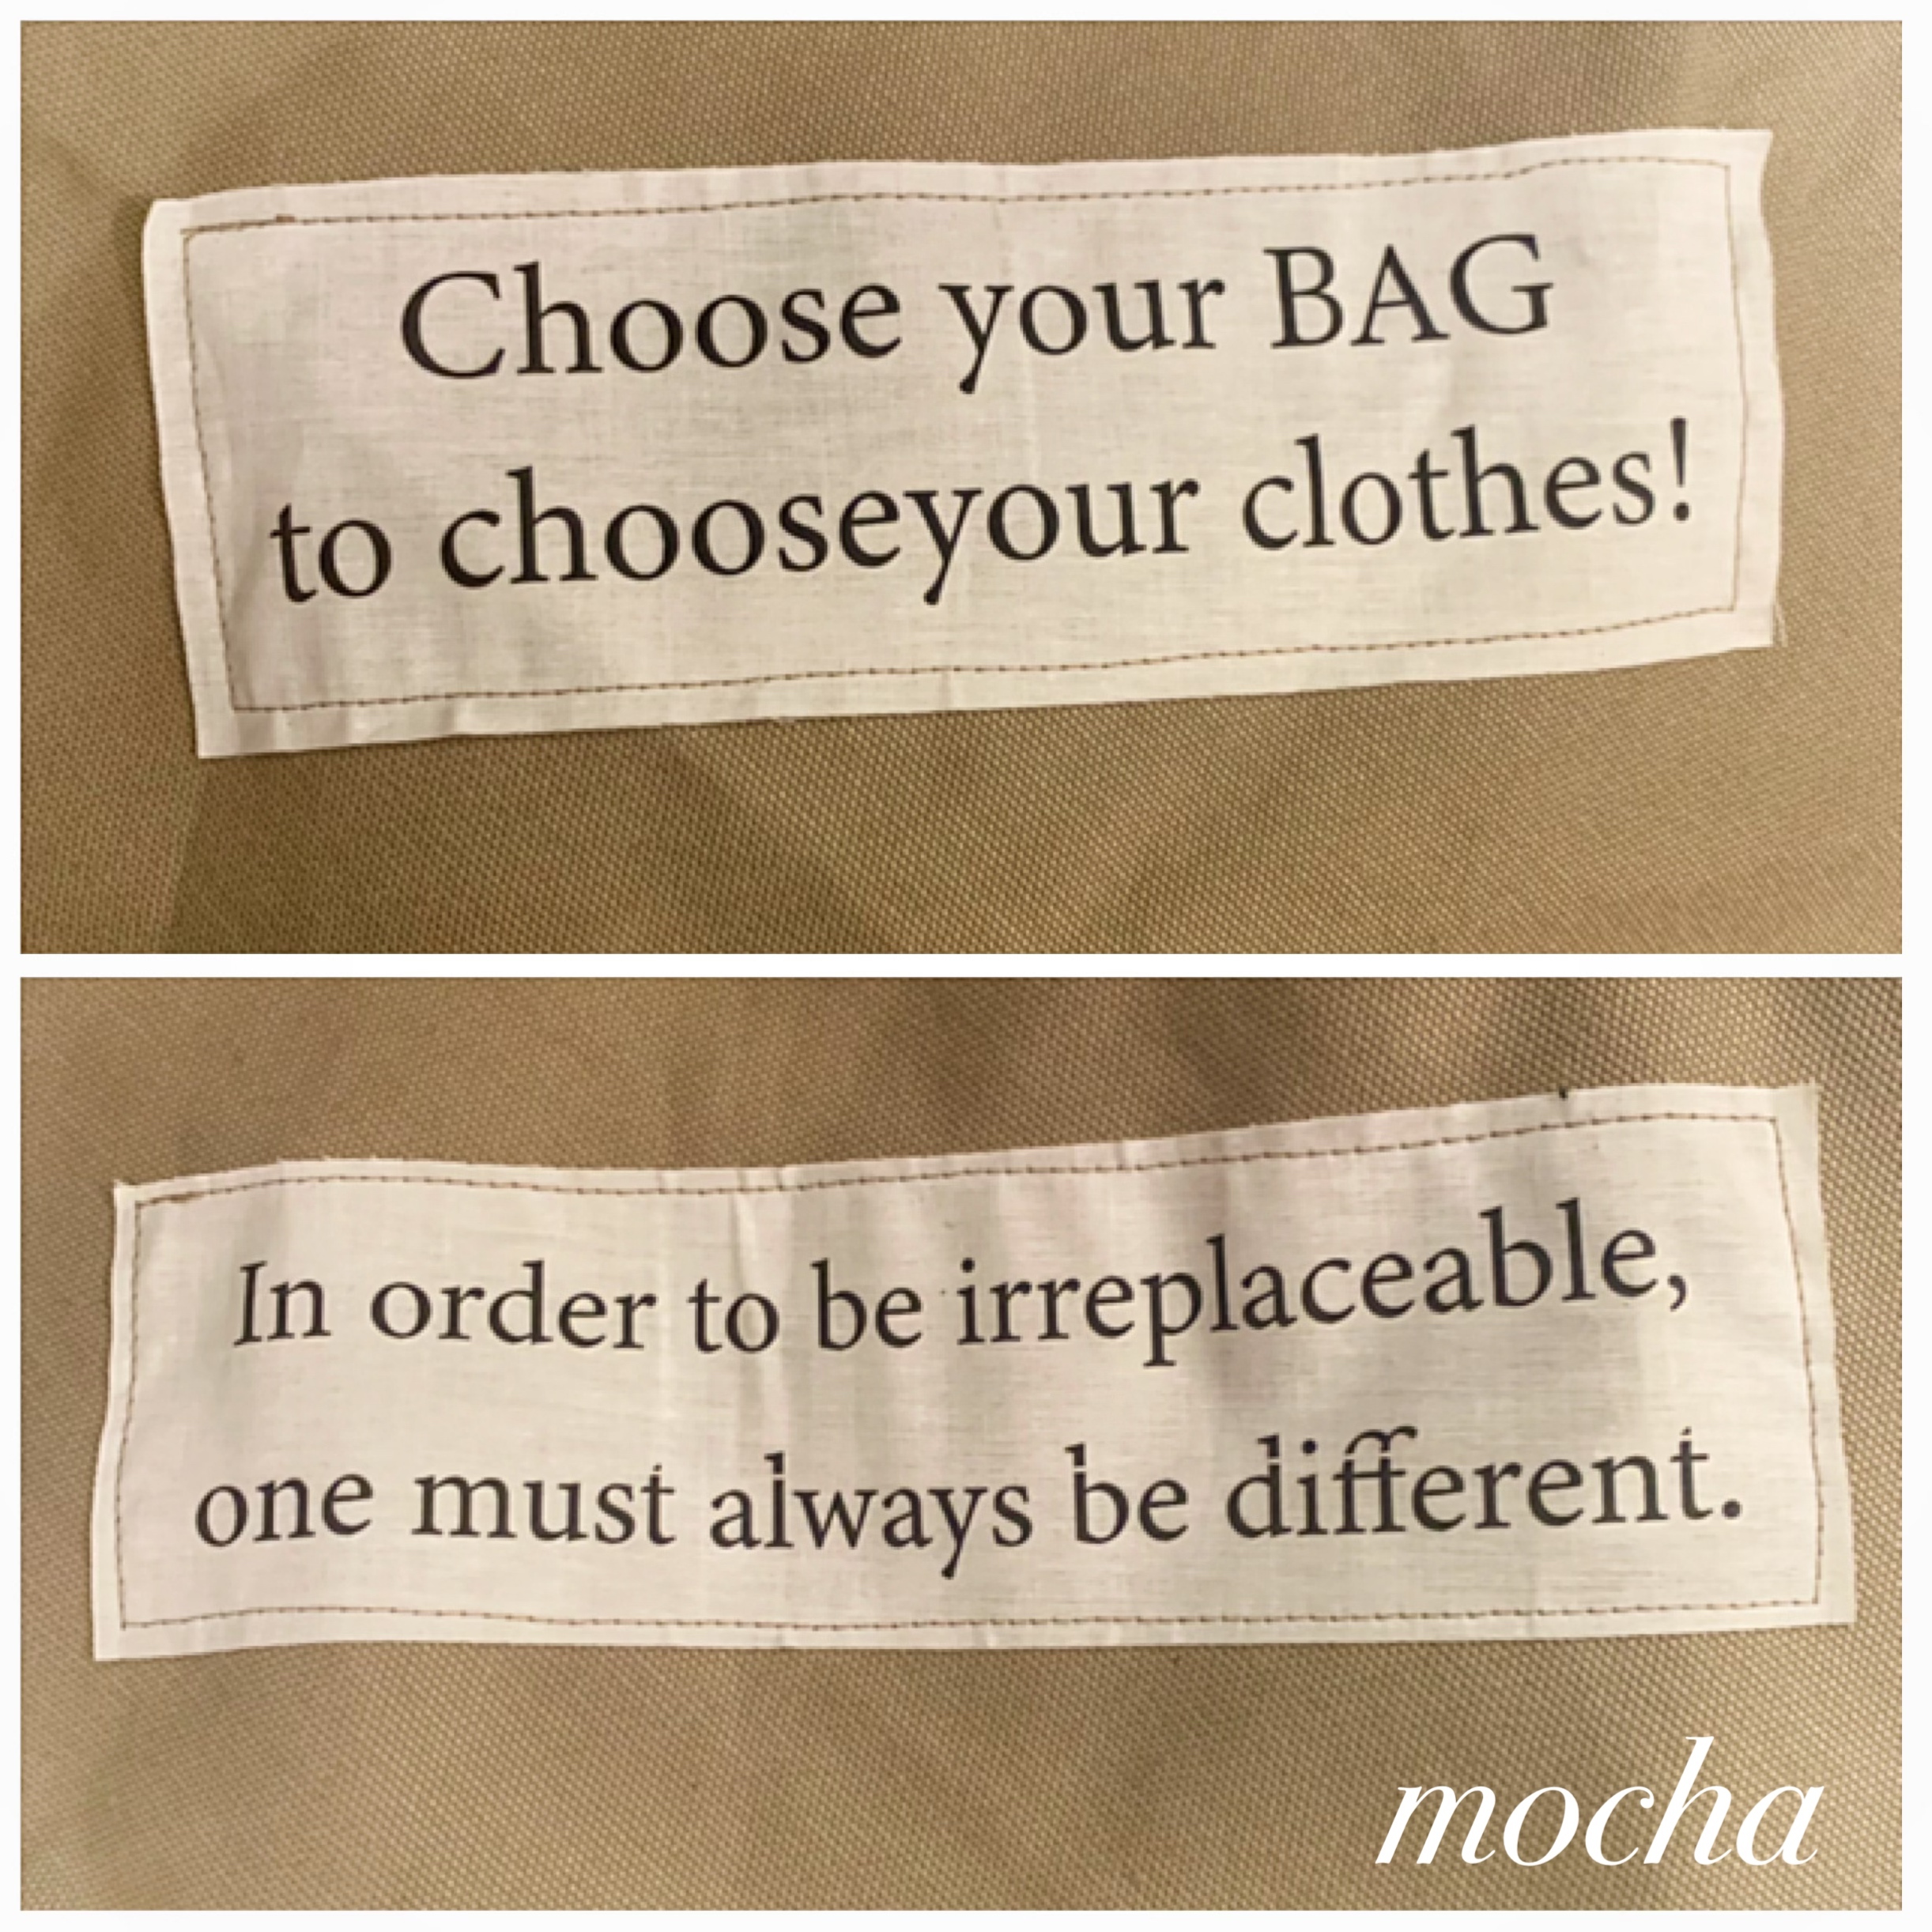 Choose your BAG
to chooseyour clothes!
In order to be irreplaceable,
one must always be different.
mocha